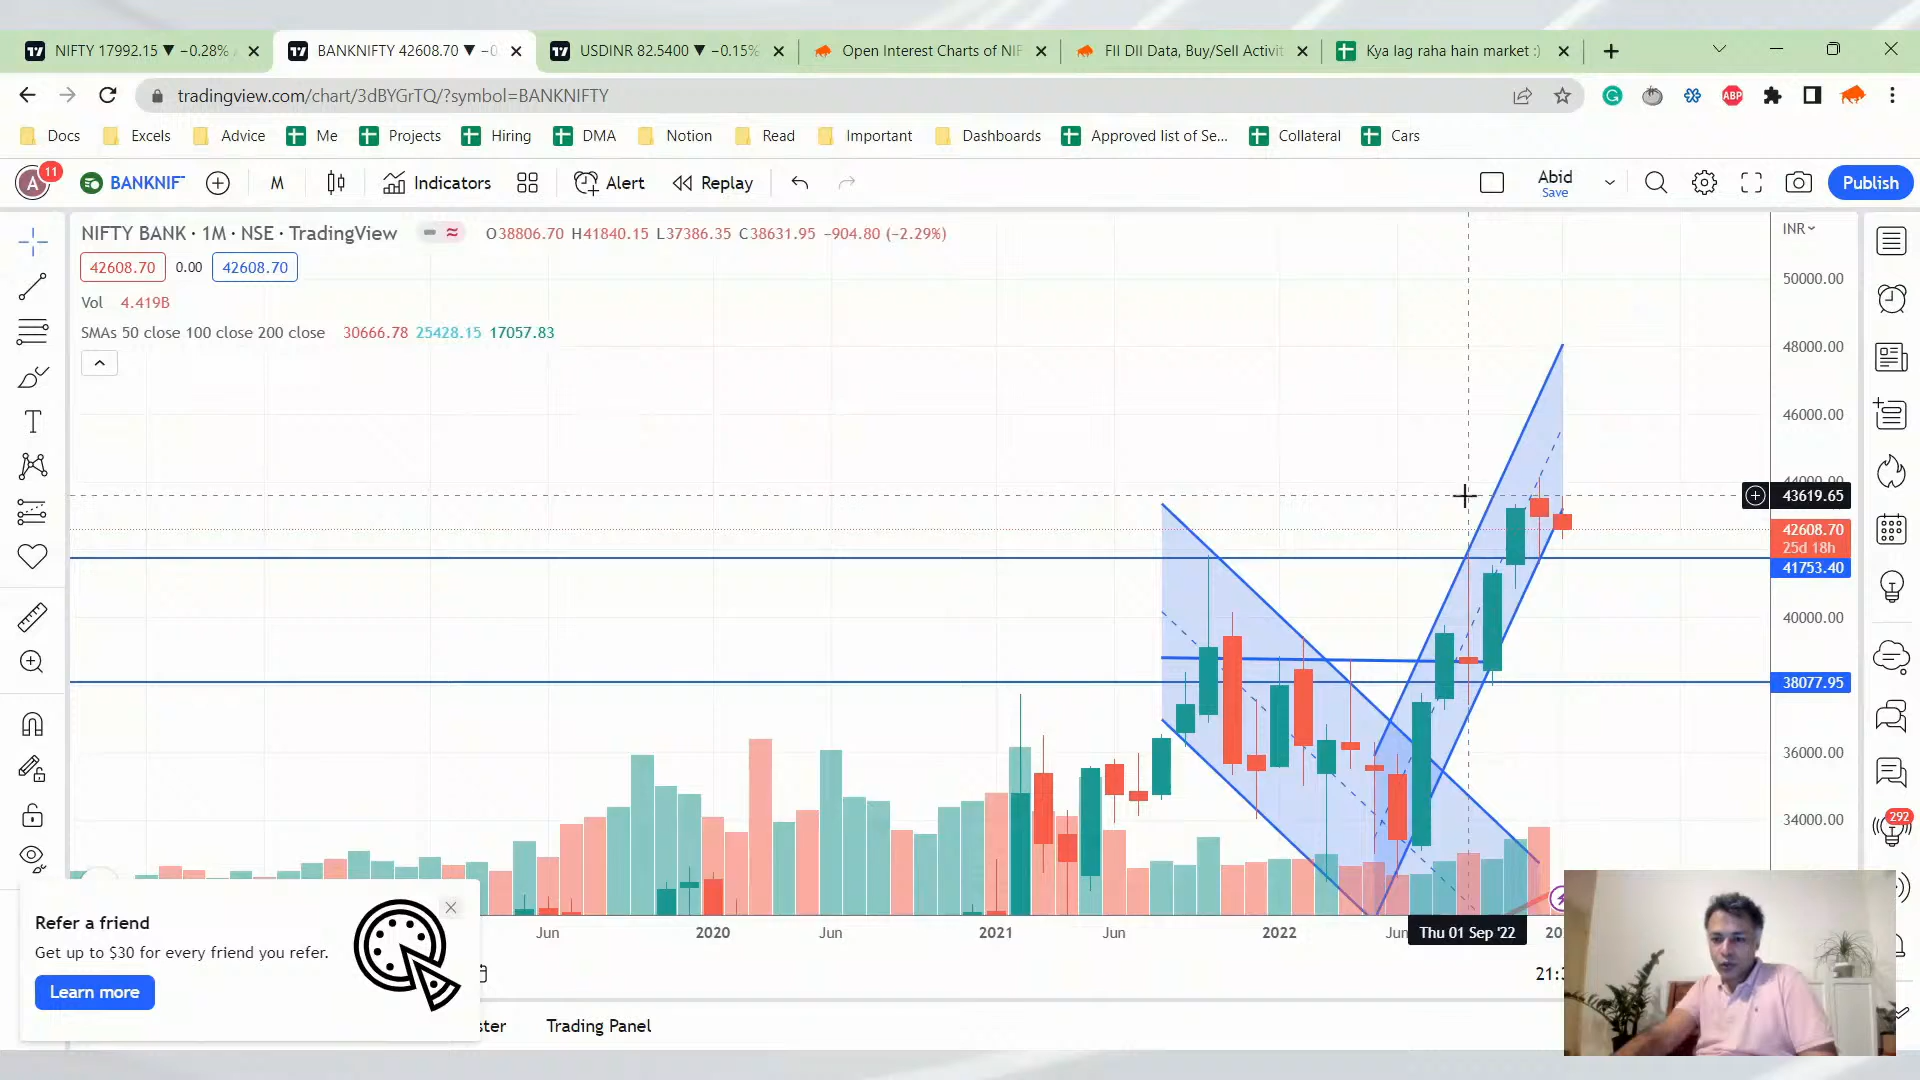 NIFTY 17992.15 ▼ −0.28%
BANKNIFTY 42608.70 ▼ −0.
USDINR 82.5400 ▼ −0.15%
Open Interest Charts of NIF
FII DII Data, Buy/Sell Activit
Kya lag raha hain market :)
tradingview.com/chart/3dBYGrTQ/?symbol=BANKNIFTY
ABP
Docs Excels Advice Me Projects Hiring DMA Notion Read Important Dashboards Approved list of Se... Collateral Cars
A 11 BANKNIF M Indicators Alert Replay Abid Save Publish
NIFTY BANK · 1M · NSE · TradingView O38806.70 H41840.15 L37386.35 C38631.95 −904.80 (−2.29%)
INR
42608.70 0.00 42608.70
Vol 4.419B
SMAs 50 close 100 close 200 close 30666.78 25428.15 17057.83
50000.00
48000.00
46000.00
43619.65
42608.70
25d 18h
41753.40
40000.00
38077.95
36000.00
34000.00
292
Refer a friend
Get up to $30 for every friend you refer.
Learn more
Jun 2020 Jun 2021 Jun 2022 Thu 01 Sep '22
Trading Panel